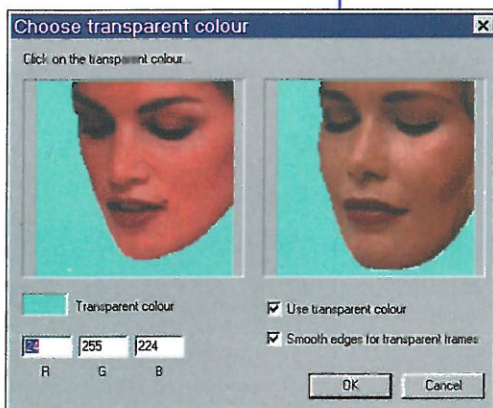 Choose transparent colour
Click on the transparent colour...
Transparent colour
Use transparent colour
24 255 224
Smooth edges for transparent frames
R G B
OK Cancel